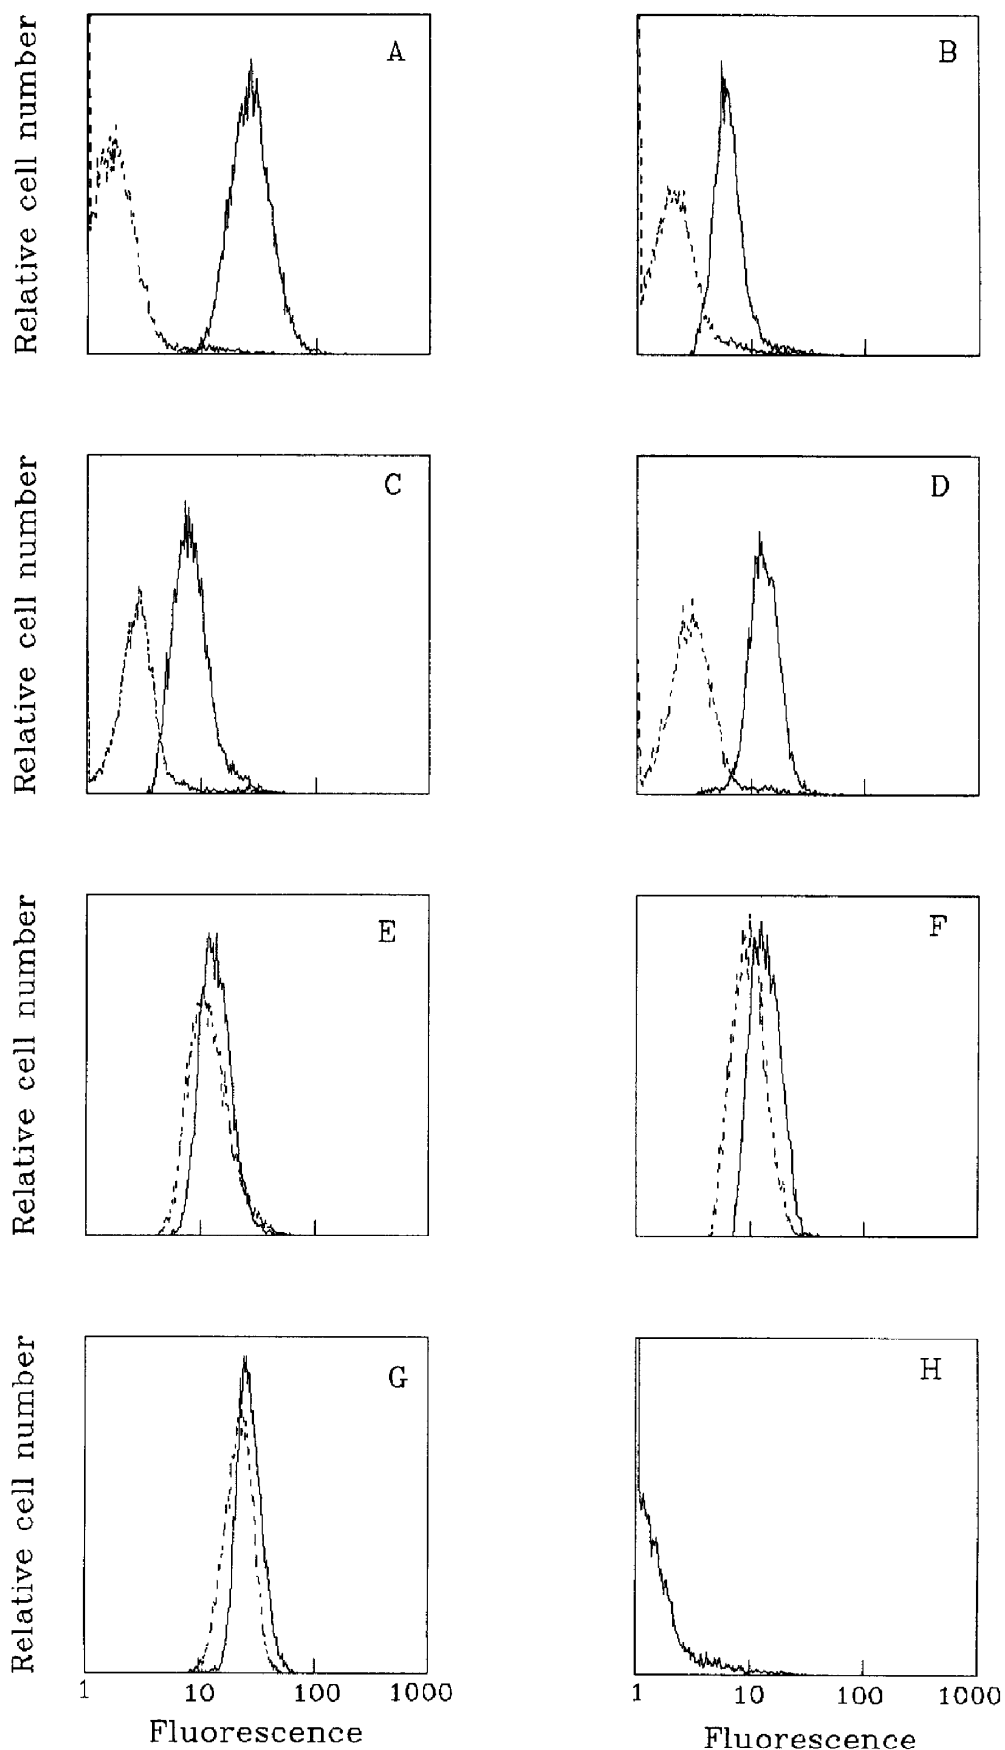 Relative cell number
A
B
Relative cell number
C
D
Relative cell number
E
F
Relative cell number
G
H
1 10 100 1000
1 10 100 1000
Fluorescence
Fluorescence